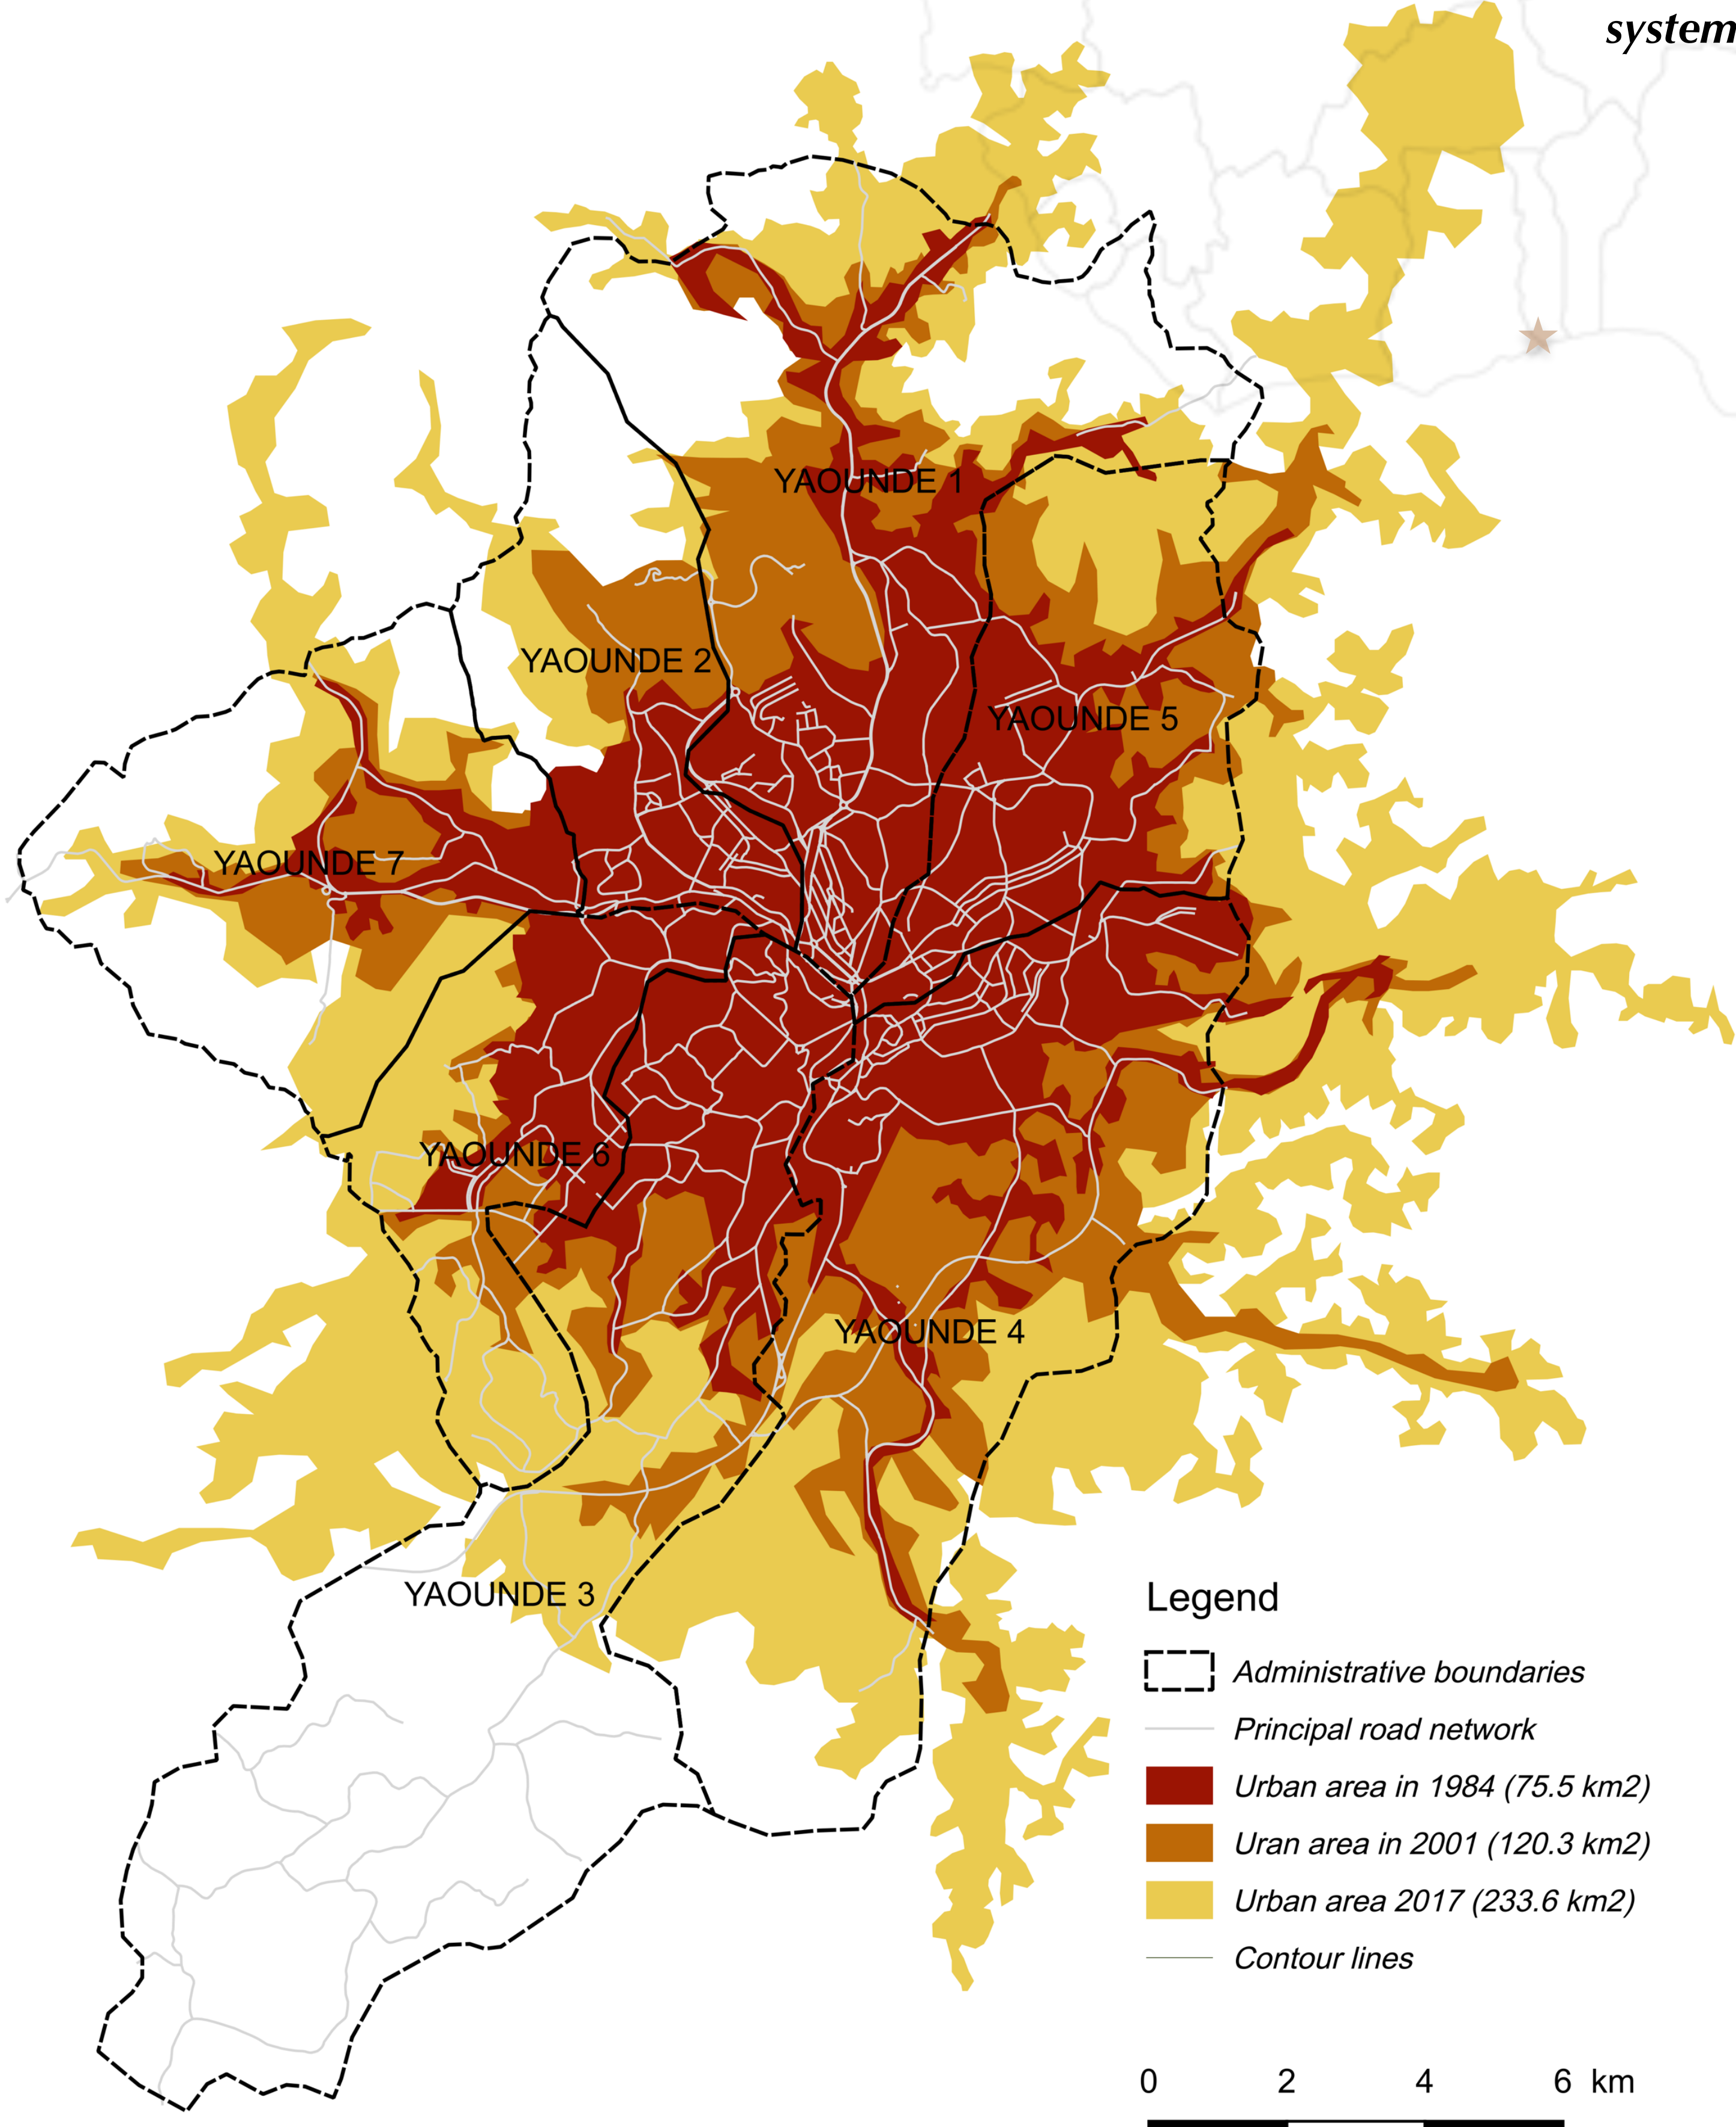 system
YAOUNDE 1
YAOUNDE 2
YAOUNDE 5
YAOUNDE 7
YAOUNDE 6
YAOUNDE 4
YAOUNDE 3
Legend
Administrative boundaries
Principal road network
Urban area in 1984 (75.5 km2)
Uran area in 2001 (120.3 km2)
Urban area 2017 (233.6 km2)
Contour lines
0 2 4 6 km